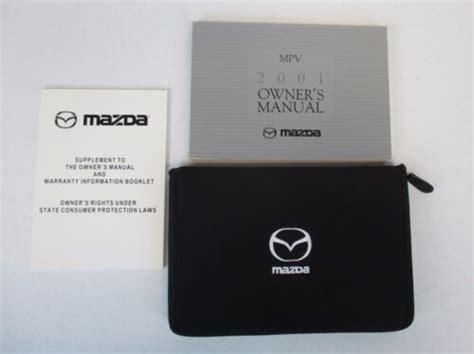 mazda
SUPPLEMENT TO
THE OWNER'S MANUAL
AND
WARRANTY INFORMATION BOOKLET
OWNER'S RIGHTS UNDER
STATE CONSUMER PROTECTION LAWS
MPV
2001
OWNER'S
MANUAL
mazda
mazda